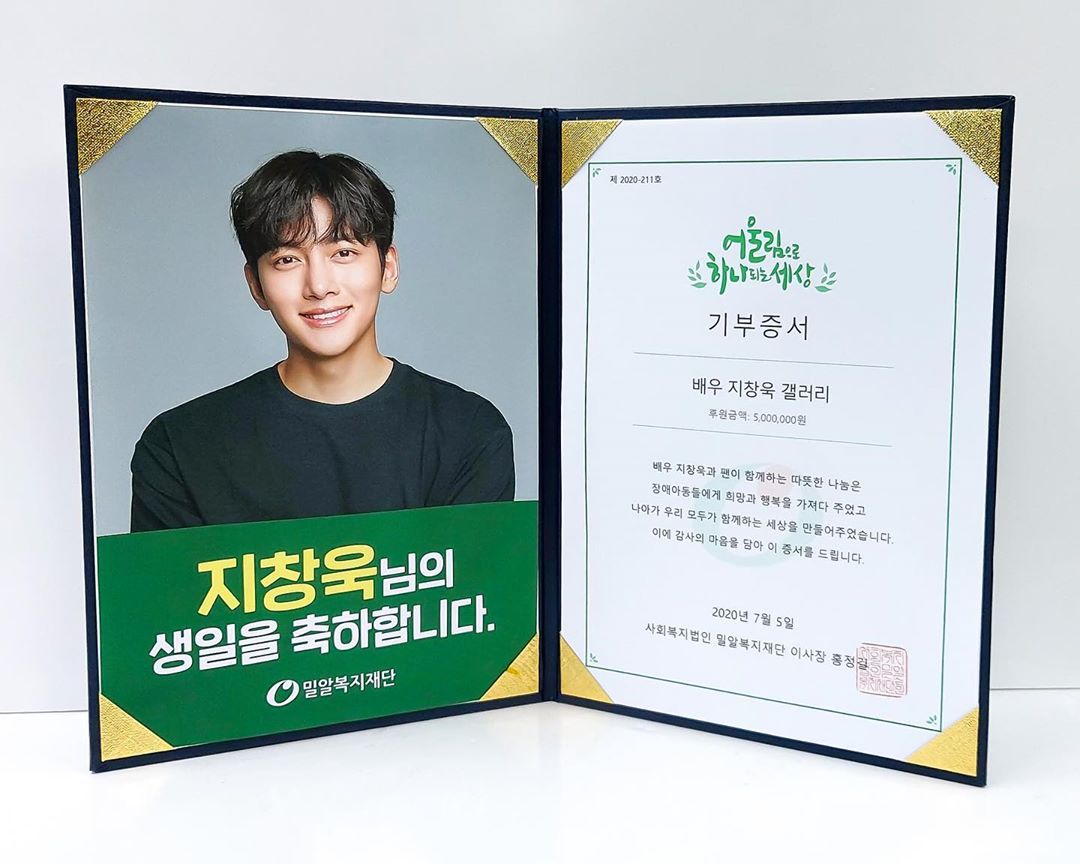 지창욱님의
생일을 축하합니다.
밀알복지재단
제 2020-211호
어울림으로
하나되는세상
기부증서
배우 지창욱 갤러리
후원금액: 5,000,000원
배우 지창욱과 팬이 함께하는 따뜻한 나눔은
장애아동들에게 희망과 행복을 가져다 주었고
나아가 우리 모두가 함께하는 세상을 만들어주었습니다.
이에 감사의 마음을 담아 이 증서를 드립니다.
2020년 7월 5일
사회복지법인 밀알복지재단 이사장 홍정길